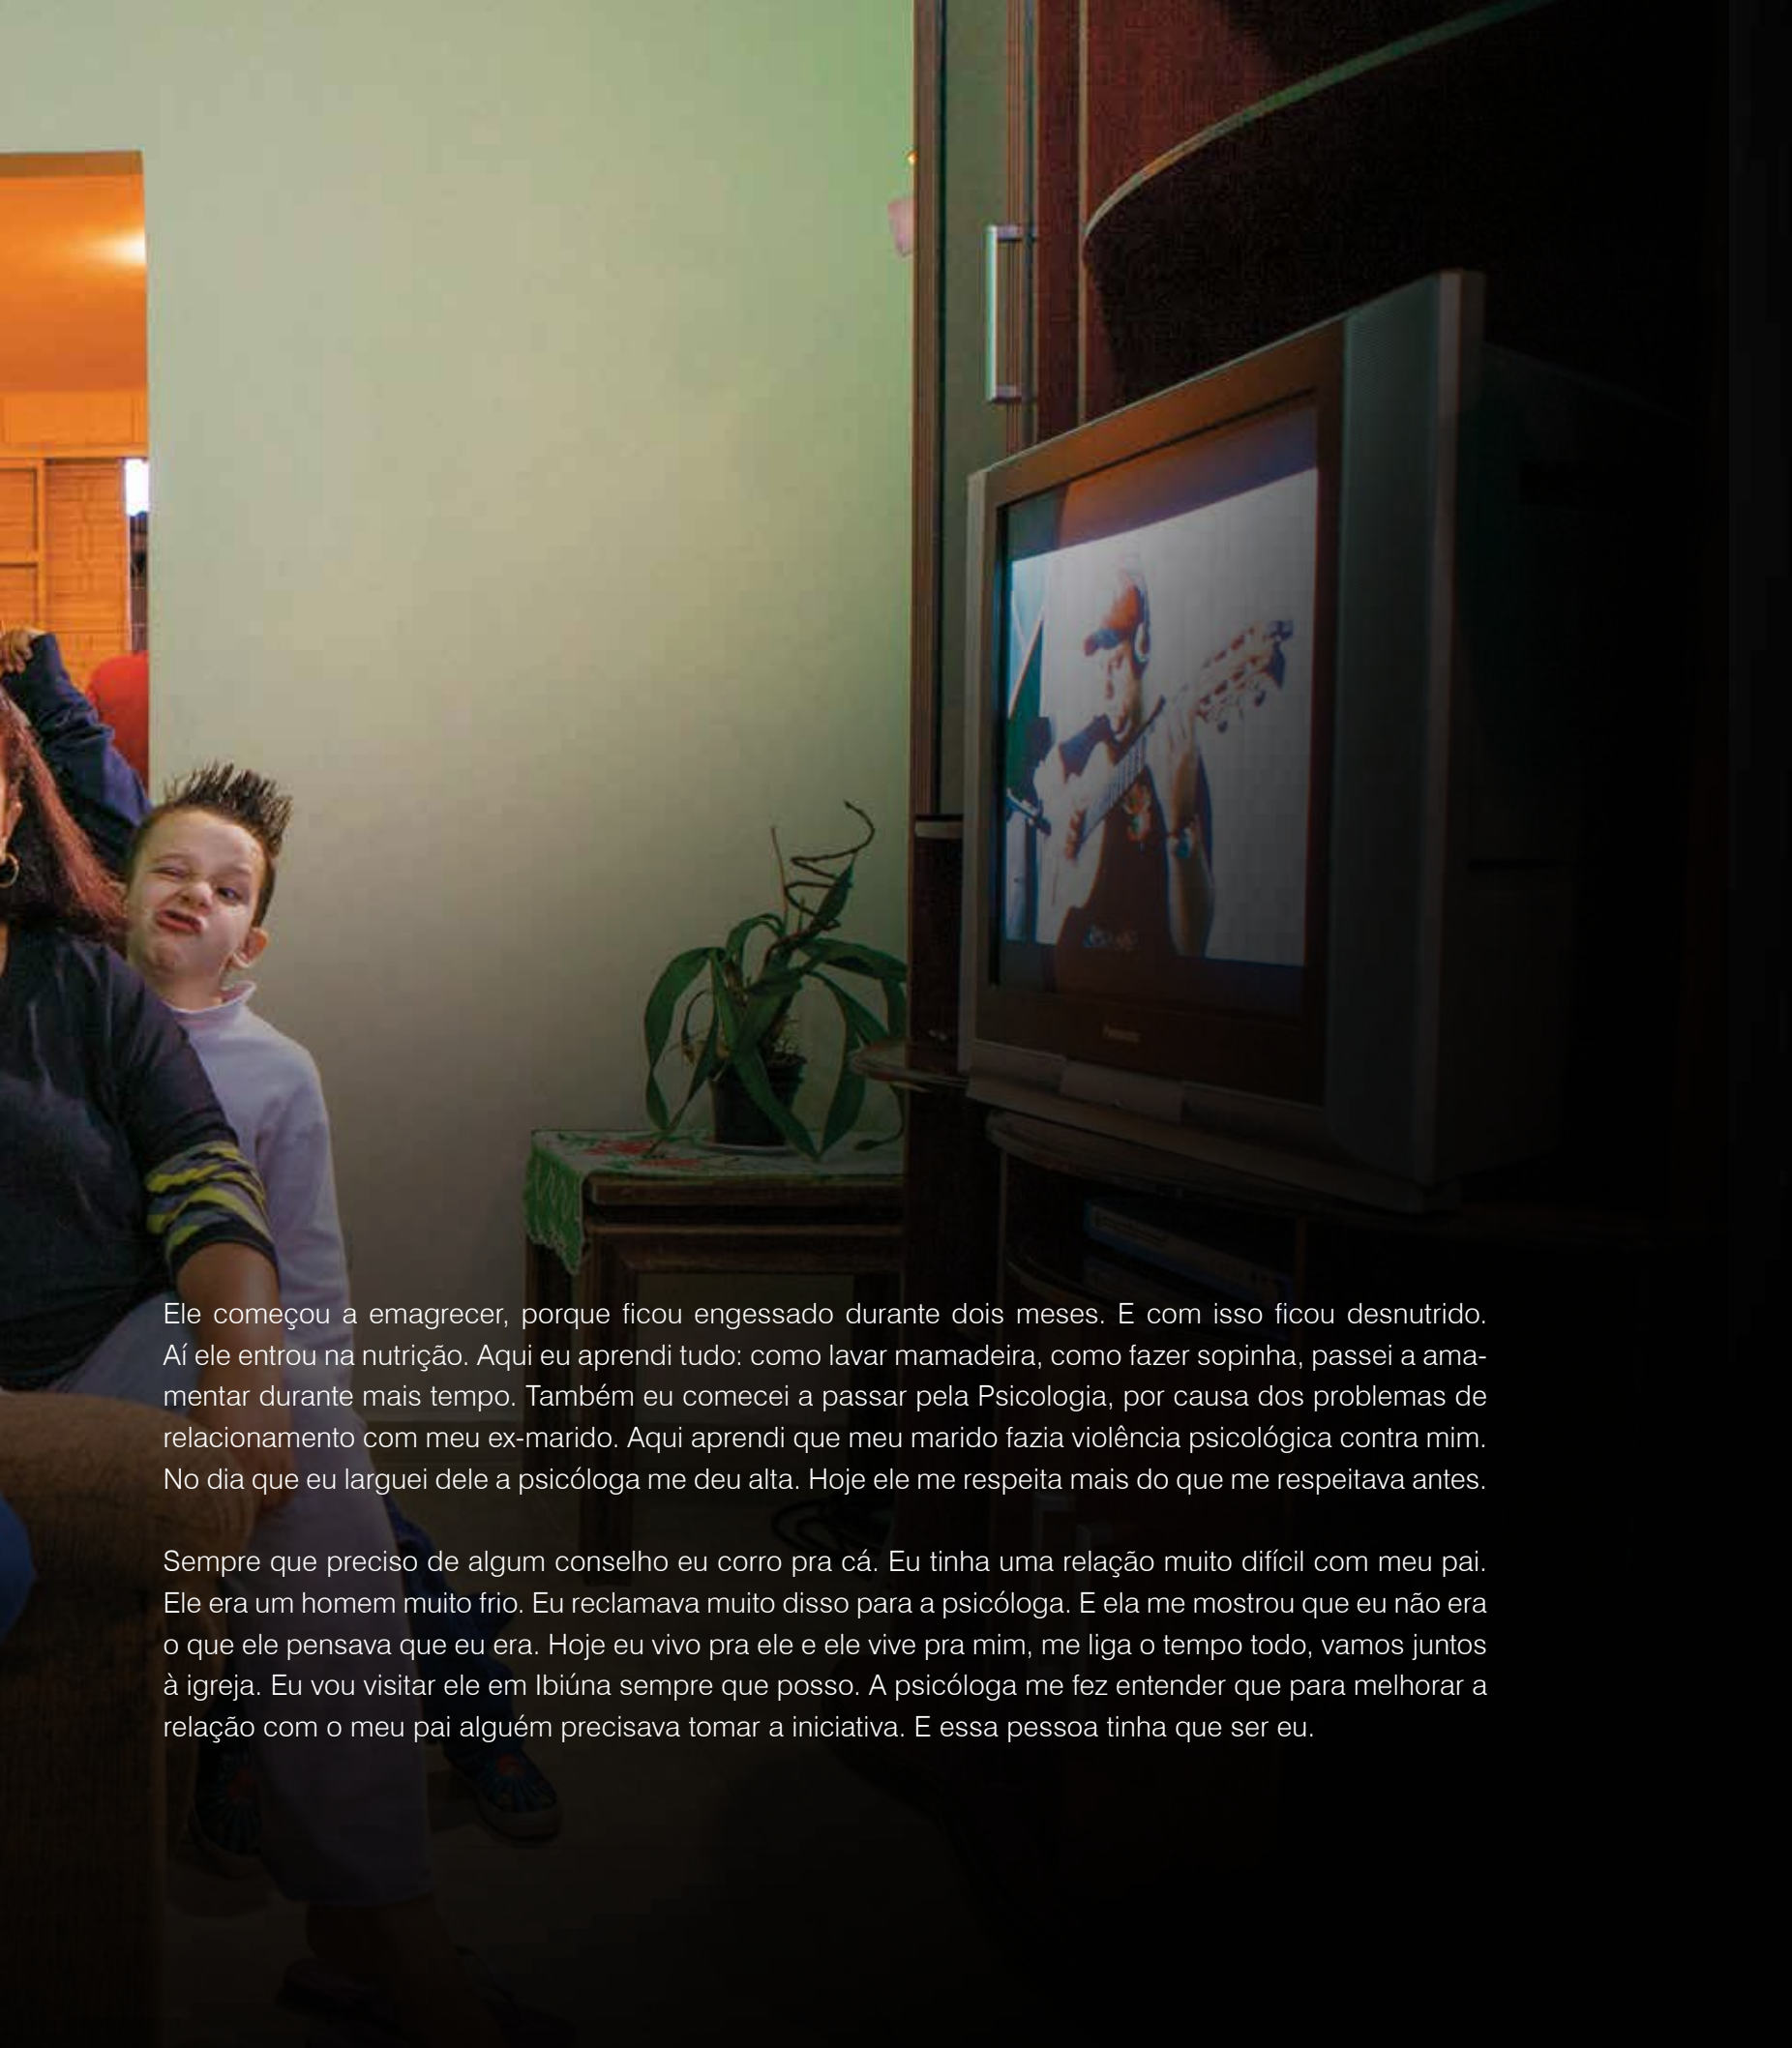 Ele começou a emagrecer, porque ficou engessado durante dois meses. E com isso ficou desnutrido.
Aí ele entrou na nutrição. Aqui eu aprendi tudo: como lavar mamadeira, como fazer sopinha, passei a ama-
mentar durante mais tempo. Também eu comecei a passar pela Psicologia, por causa dos problemas de
relacionamento com meu ex-marido. Aqui aprendi que meu marido fazia violência psicológica contra mim.
No dia que eu larguei dele a psicóloga me deu alta. Hoje ele me respeita mais do que me respeitava antes.
Sempre que preciso de algum conselho eu corro pra cá. Eu tinha uma relação muito difícil com meu pai.
Ele era um homem muito frio. Eu reclamava muito disso para a psicóloga. E ela me mostrou que eu não era
o que ele pensava que eu era. Hoje eu vivo pra ele e ele vive pra mim, me liga o tempo todo, vamos juntos
à igreja. Eu vou visitar ele em Ibiúna sempre que posso. A psicóloga me fez entender que para melhorar a
relação com o meu pai alguém precisava tomar a iniciativa. E essa pessoa tinha que ser eu.